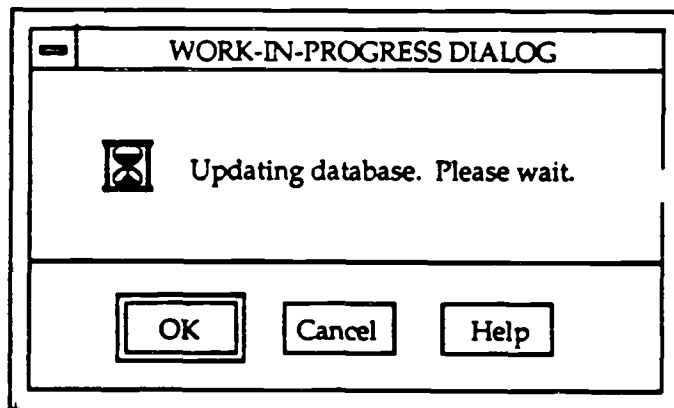 WORK-IN-PROGRESS DIALOG
Updating database. Please wait.
OK Cancel Help